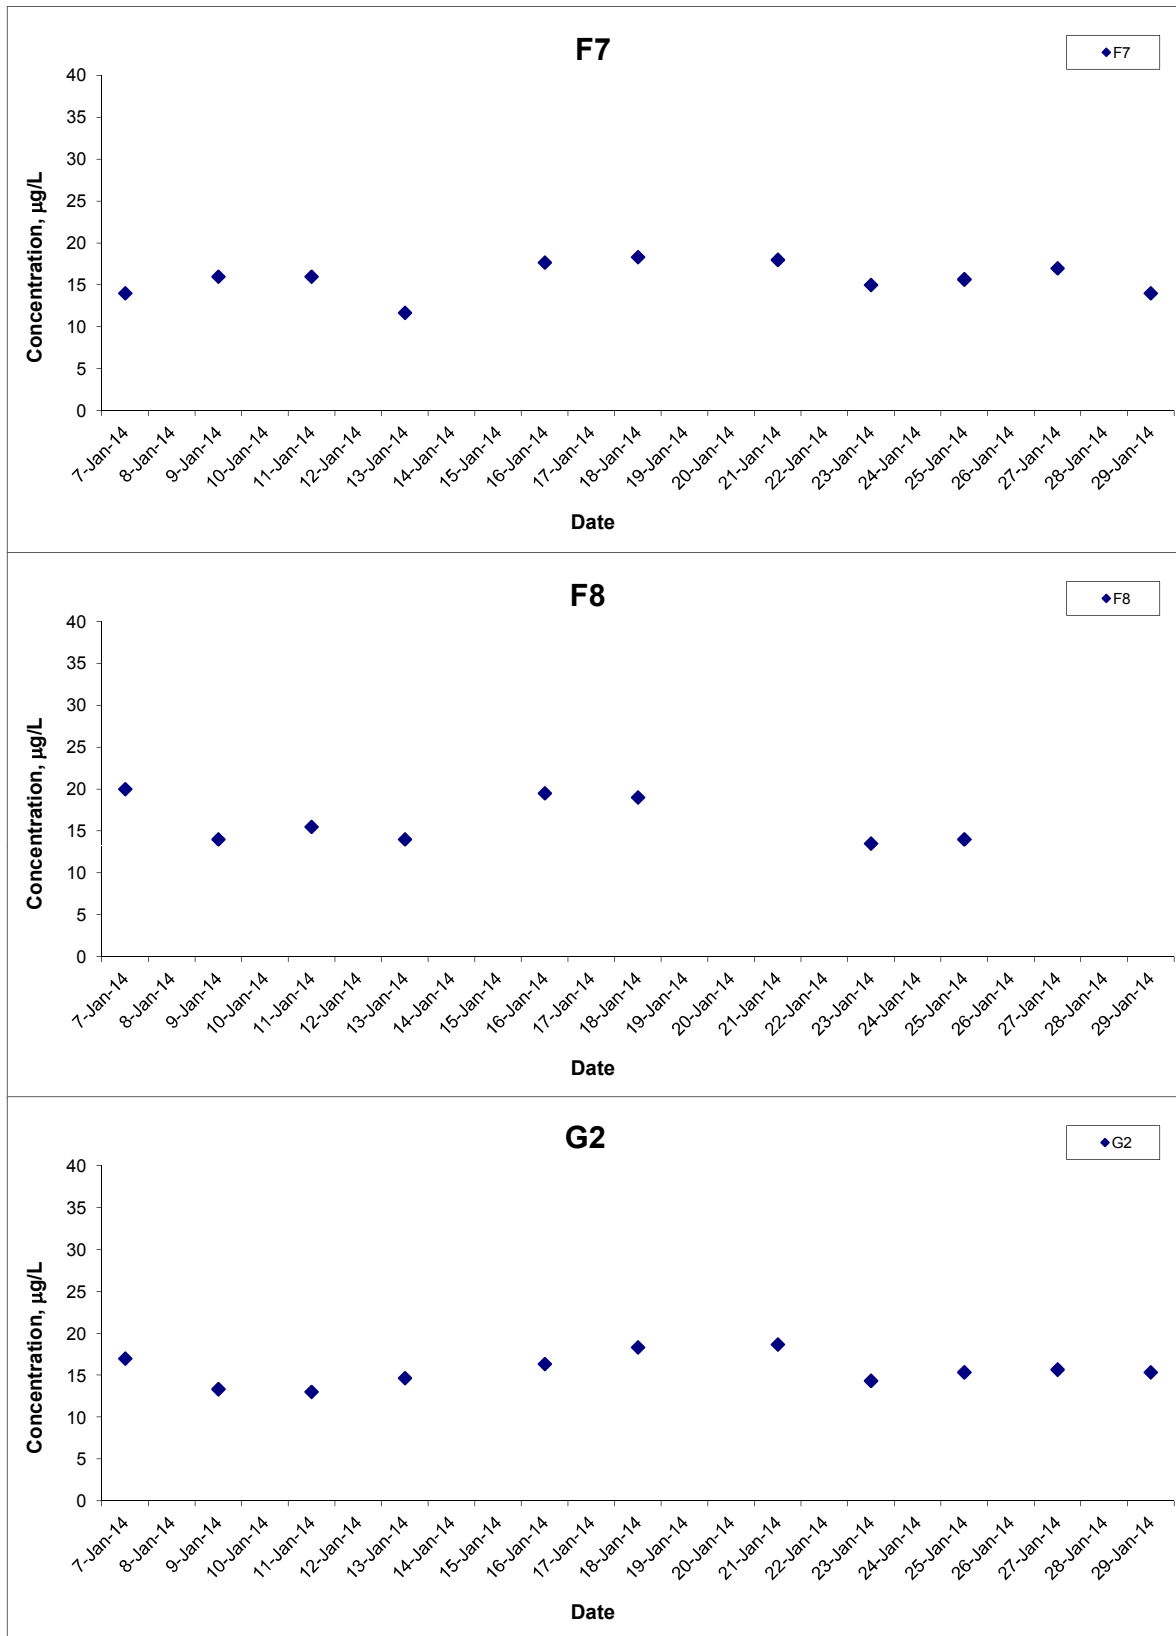 F7
F7
40
35
30
25
20
15
10
5
0
Concentration, µg/L
7-Jan-14
8-Jan-14
9-Jan-14
10-Jan-14
11-Jan-14
12-Jan-14
13-Jan-14
14-Jan-14
15-Jan-14
16-Jan-14
17-Jan-14
18-Jan-14
19-Jan-14
20-Jan-14
21-Jan-14
22-Jan-14
23-Jan-14
24-Jan-14
25-Jan-14
26-Jan-14
27-Jan-14
28-Jan-14
29-Jan-14
Date
F8
F8
40
35
30
25
20
15
10
5
0
Concentration, µg/L
7-Jan-14
8-Jan-14
9-Jan-14
10-Jan-14
11-Jan-14
12-Jan-14
13-Jan-14
14-Jan-14
15-Jan-14
16-Jan-14
17-Jan-14
18-Jan-14
19-Jan-14
20-Jan-14
21-Jan-14
22-Jan-14
23-Jan-14
24-Jan-14
25-Jan-14
26-Jan-14
27-Jan-14
28-Jan-14
29-Jan-14
Date
G2
G2
40
35
30
25
20
15
10
5
0
Concentration, µg/L
7-Jan-14
8-Jan-14
9-Jan-14
10-Jan-14
11-Jan-14
12-Jan-14
13-Jan-14
14-Jan-14
15-Jan-14
16-Jan-14
17-Jan-14
18-Jan-14
19-Jan-14
20-Jan-14
21-Jan-14
22-Jan-14
23-Jan-14
24-Jan-14
25-Jan-14
26-Jan-14
27-Jan-14
28-Jan-14
29-Jan-14
Date